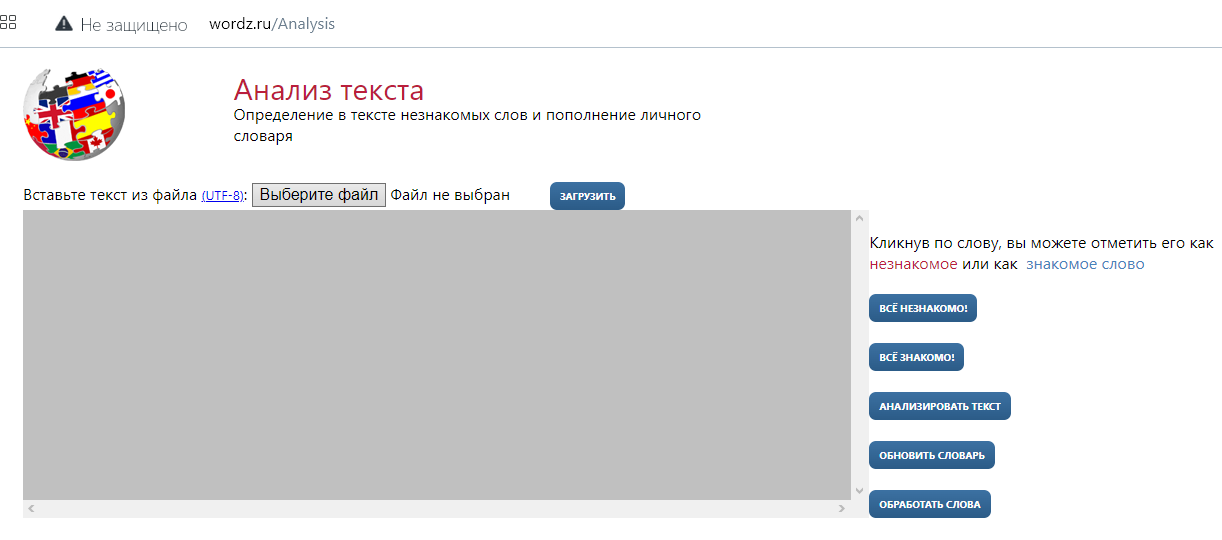 Не защищено wordz.ru/Analysis
Анализ текста
Определение в тексте незнакомых слов и пополнение личного
словаря
Вставьте текст из файла (UTF-8): Выберите файл Файл не выбран ЗАГРУЗИТЬ
Кликнув по слову, вы можете отметить его как
незнакомое или как знакомое слово
ВСЁ НЕЗНАКОМО!
ВСЁ ЗНАКОМО!
АНАЛИЗИРОВАТЬ ТЕКСТ
ОБНОВИТЬ СЛОВАРЬ
ОБРАБОТАТЬ СЛОВА